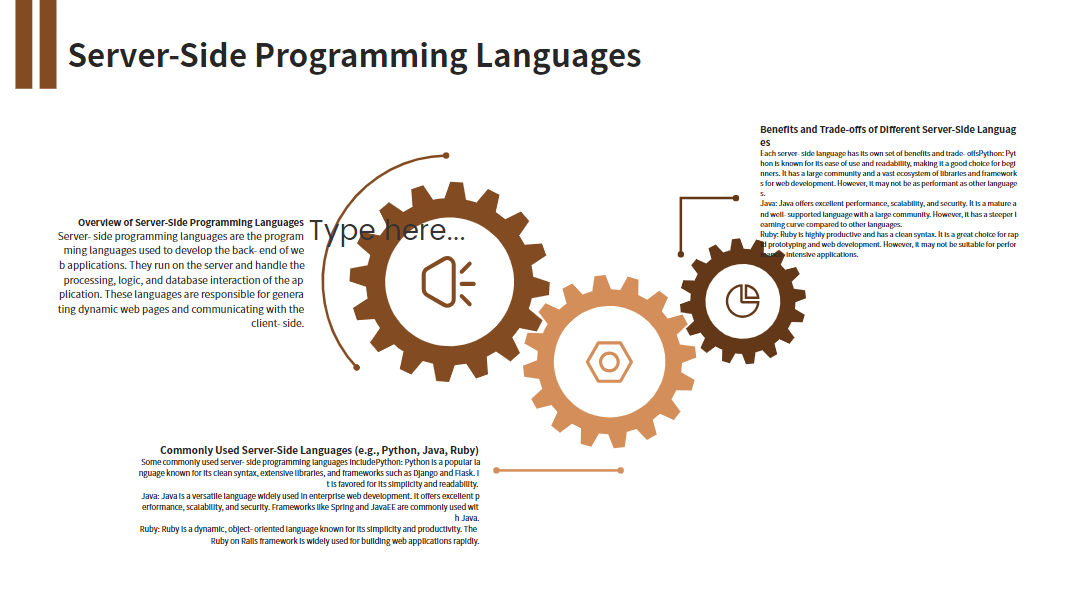 Server-Side Programming Languages
Benefits and Trade-offs of Different Server-Side Languag
es
Each server- side language has its own set of benefits and trade- offsPython: Pyt
hon is known for its ease of use and readability, making it a good choice for begi
nners. It has a large community and a vast ecosystem of libraries and framework
s for web development. However, it may not be as performant as other language
s.
Java: Java offers excellent performance, scalability, and security. It is a mature a
nd well- supported language with a large community. However, it has a steeper l
earning curve compared to other languages.
Ruby: Ruby is highly productive and has a clean syntax. It is a great choice for rap
id prototyping and web development. However, it may not be suitable for perfor
mance- intensive applications.
Overview of Server-Side Programming Languages
Server- side programming languages are the program
ming languages used to develop the back- end of we
b applications. They run on the server and handle the
processing, logic, and database interaction of the ap
plication. These languages are responsible for genera
ting dynamic web pages and communicating with the
client- side.
Type here...
Commonly Used Server-Side Languages (e.g., Python, Java, Ruby)
Some commonly used server- side programming languages includePython: Python is a popular la
nguage known for its clean syntax, extensive libraries, and frameworks such as Django and Flask. I
t is favored for its simplicity and readability.
Java: Java is a versatile language widely used in enterprise web development. It offers excellent p
erformance, scalability, and security. Frameworks like Spring and JavaEE are commonly used wit
h Java.
Ruby: Ruby is a dynamic, object- oriented language known for its simplicity and productivity. The
Ruby on Rails framework is widely used for building web applications rapidly.